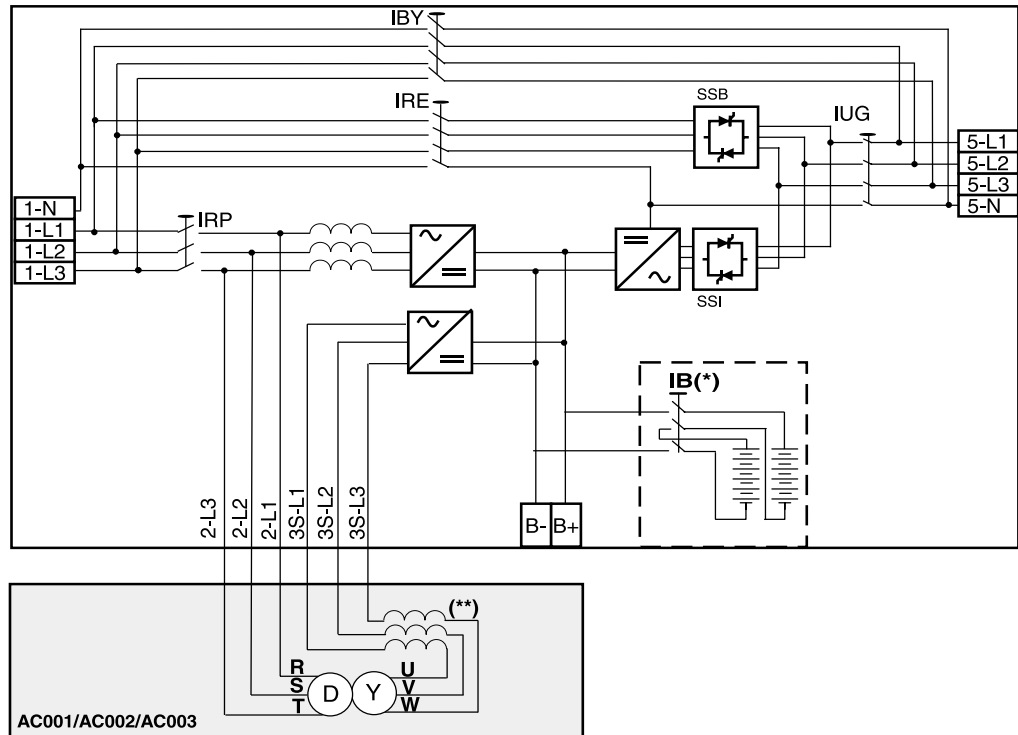 IBY
IRE
SSB
IUG
5-L1
5-L2
5-L3
5-N
1-N
1-L1
1-L2
1-L3
IRP
SSI
IB(*)
2-L3
2-L2
2-L1
3S-L1
3S-L2
3S-L3
B-
B+
(**)
R
S
T
D
Y
U
V
W
AC001/AC002/AC003